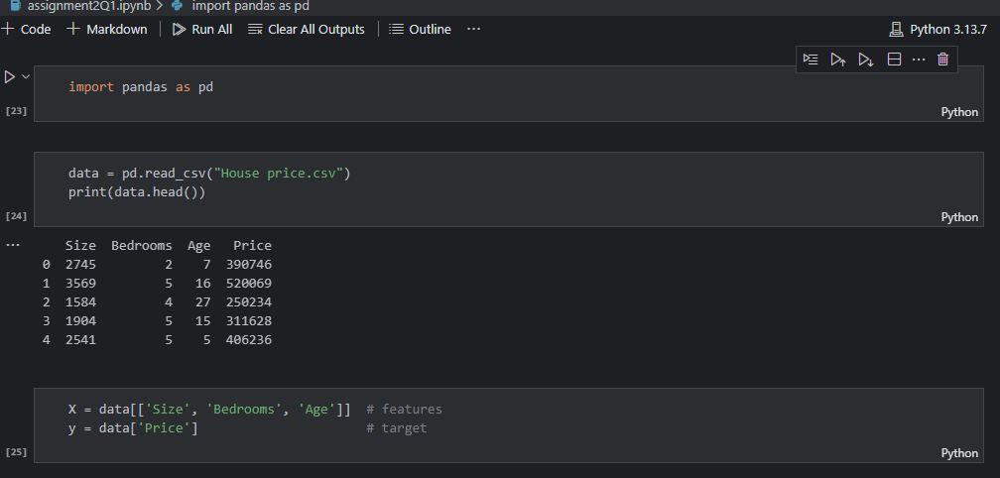 assignment2Q1.ipynb > import pandas as pd
+ Code + Markdown | Run All Clear All Outputs | Outline ... Python 3.13.7
import pandas as pd
[23] Python
data = pd.read_csv("House price.csv")
print(data.head())
[24] Python
... Size Bedrooms Age Price
0 2745 2 7 390746
1 3569 5 16 520069
2 1584 4 27 250234
3 1904 5 15 311628
4 2541 5 5 406236
X = data[['Size', 'Bedrooms', 'Age']] # features
y = data['Price'] # target
[25] Python